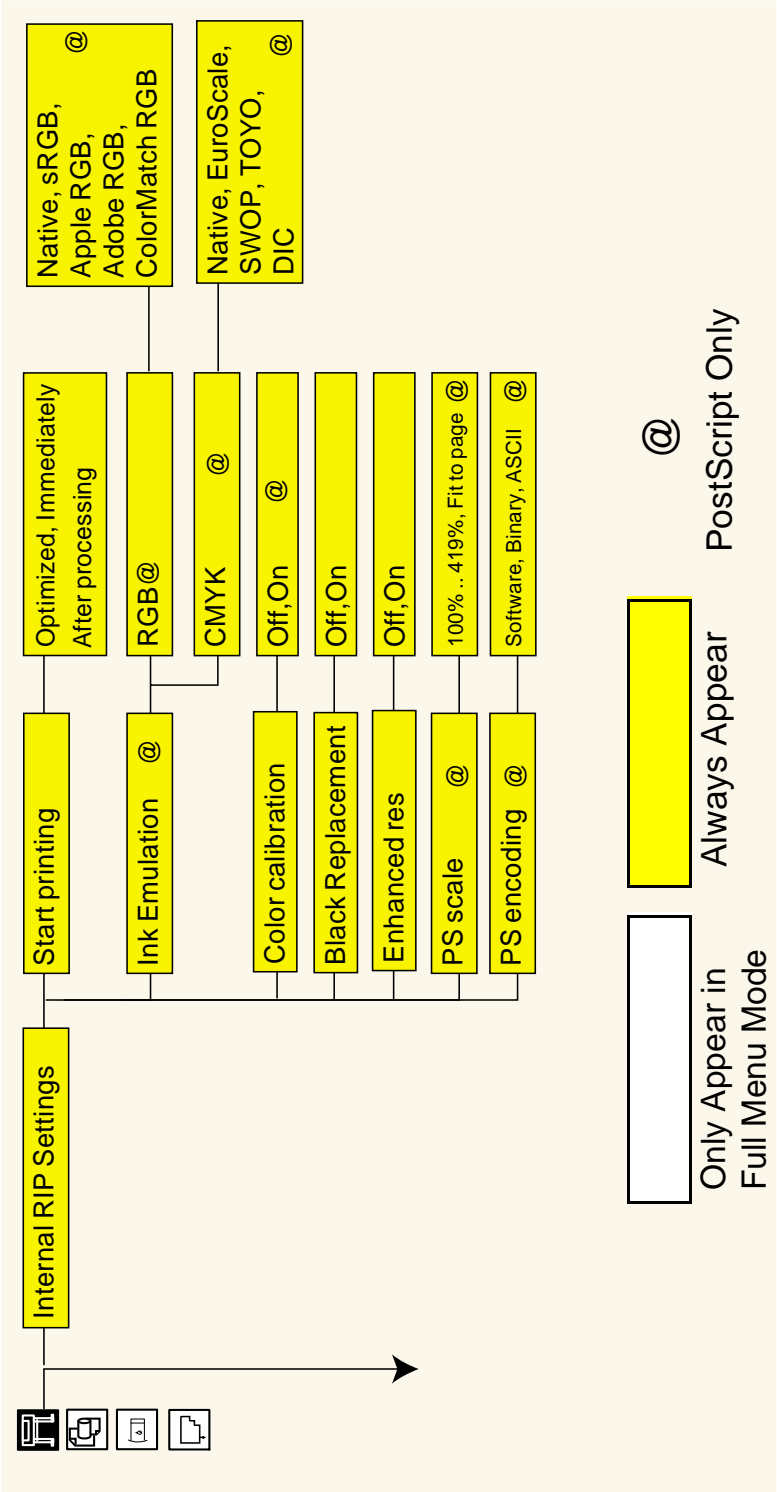 Internal RIP Settings
Start printing
Optimized, Immediately
After processing
Ink Emulation @
RGB@
Native, sRGB, @
Apple RGB,
Adobe RGB,
ColorMatch RGB
CMYK @
Native, EuroScale,
SWOP, TOYO, @
DIC
Color calibration
Off,On @
Black Replacement
Off,On
Enhanced res
Off,On
PS scale @
100% .. 419%, Fit to page @
PS encoding @
Software, Binary, ASCII @
Only Appear in
Full Menu Mode
Always Appear
@
PostScript Only